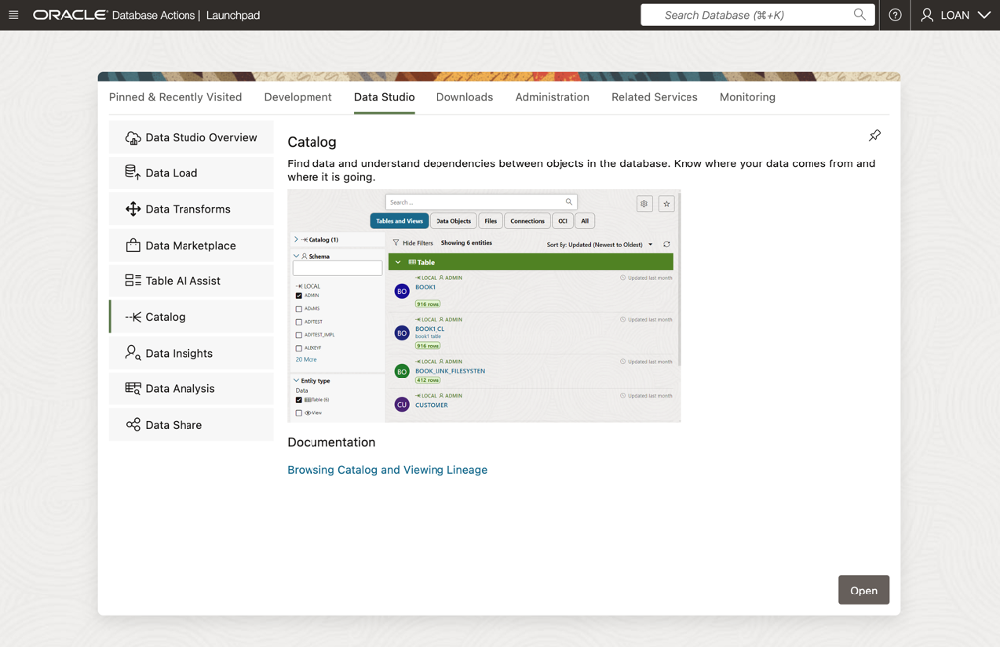 ORACLE Database Actions | Launchpad
Search Database (⌘+K)
LOAN
Pinned & Recently Visited
Development
Data Studio
Downloads
Administration
Related Services
Monitoring
Data Studio Overview
Data Load
Data Transforms
Data Marketplace
Table AI Assist
Catalog
Data Insights
Data Analysis
Data Share
Catalog
Find data and understand dependencies between objects in the database. Know where your data comes from and
where it is going.
Search ...
Tables and Views
Data Objects
Files
Connections
OCI
All
Catalog (1)
Schema
LOCAL
ADMIN
ADAMS
ADPTEST
ADPTEST_IMPL
ALEXEYF
20 More
Entity type
Data
Table (6)
View
Hide Filters
Showing 6 entities
Sort By: Updated (Newest to Oldest)
Table
LOCAL ADMIN
Updated last month
BO
BOOK1
916 rows
LOCAL ADMIN
Updated last month
BO
BOOK1_CL
book1 table
916 rows
LOCAL ADMIN
Updated last month
BO
BOOK_LINK_FILESYSTEN
412 rows
LOCAL ADMIN
Updated last month
CU
CUSTOMER
Documentation
Browsing Catalog and Viewing Lineage
Open